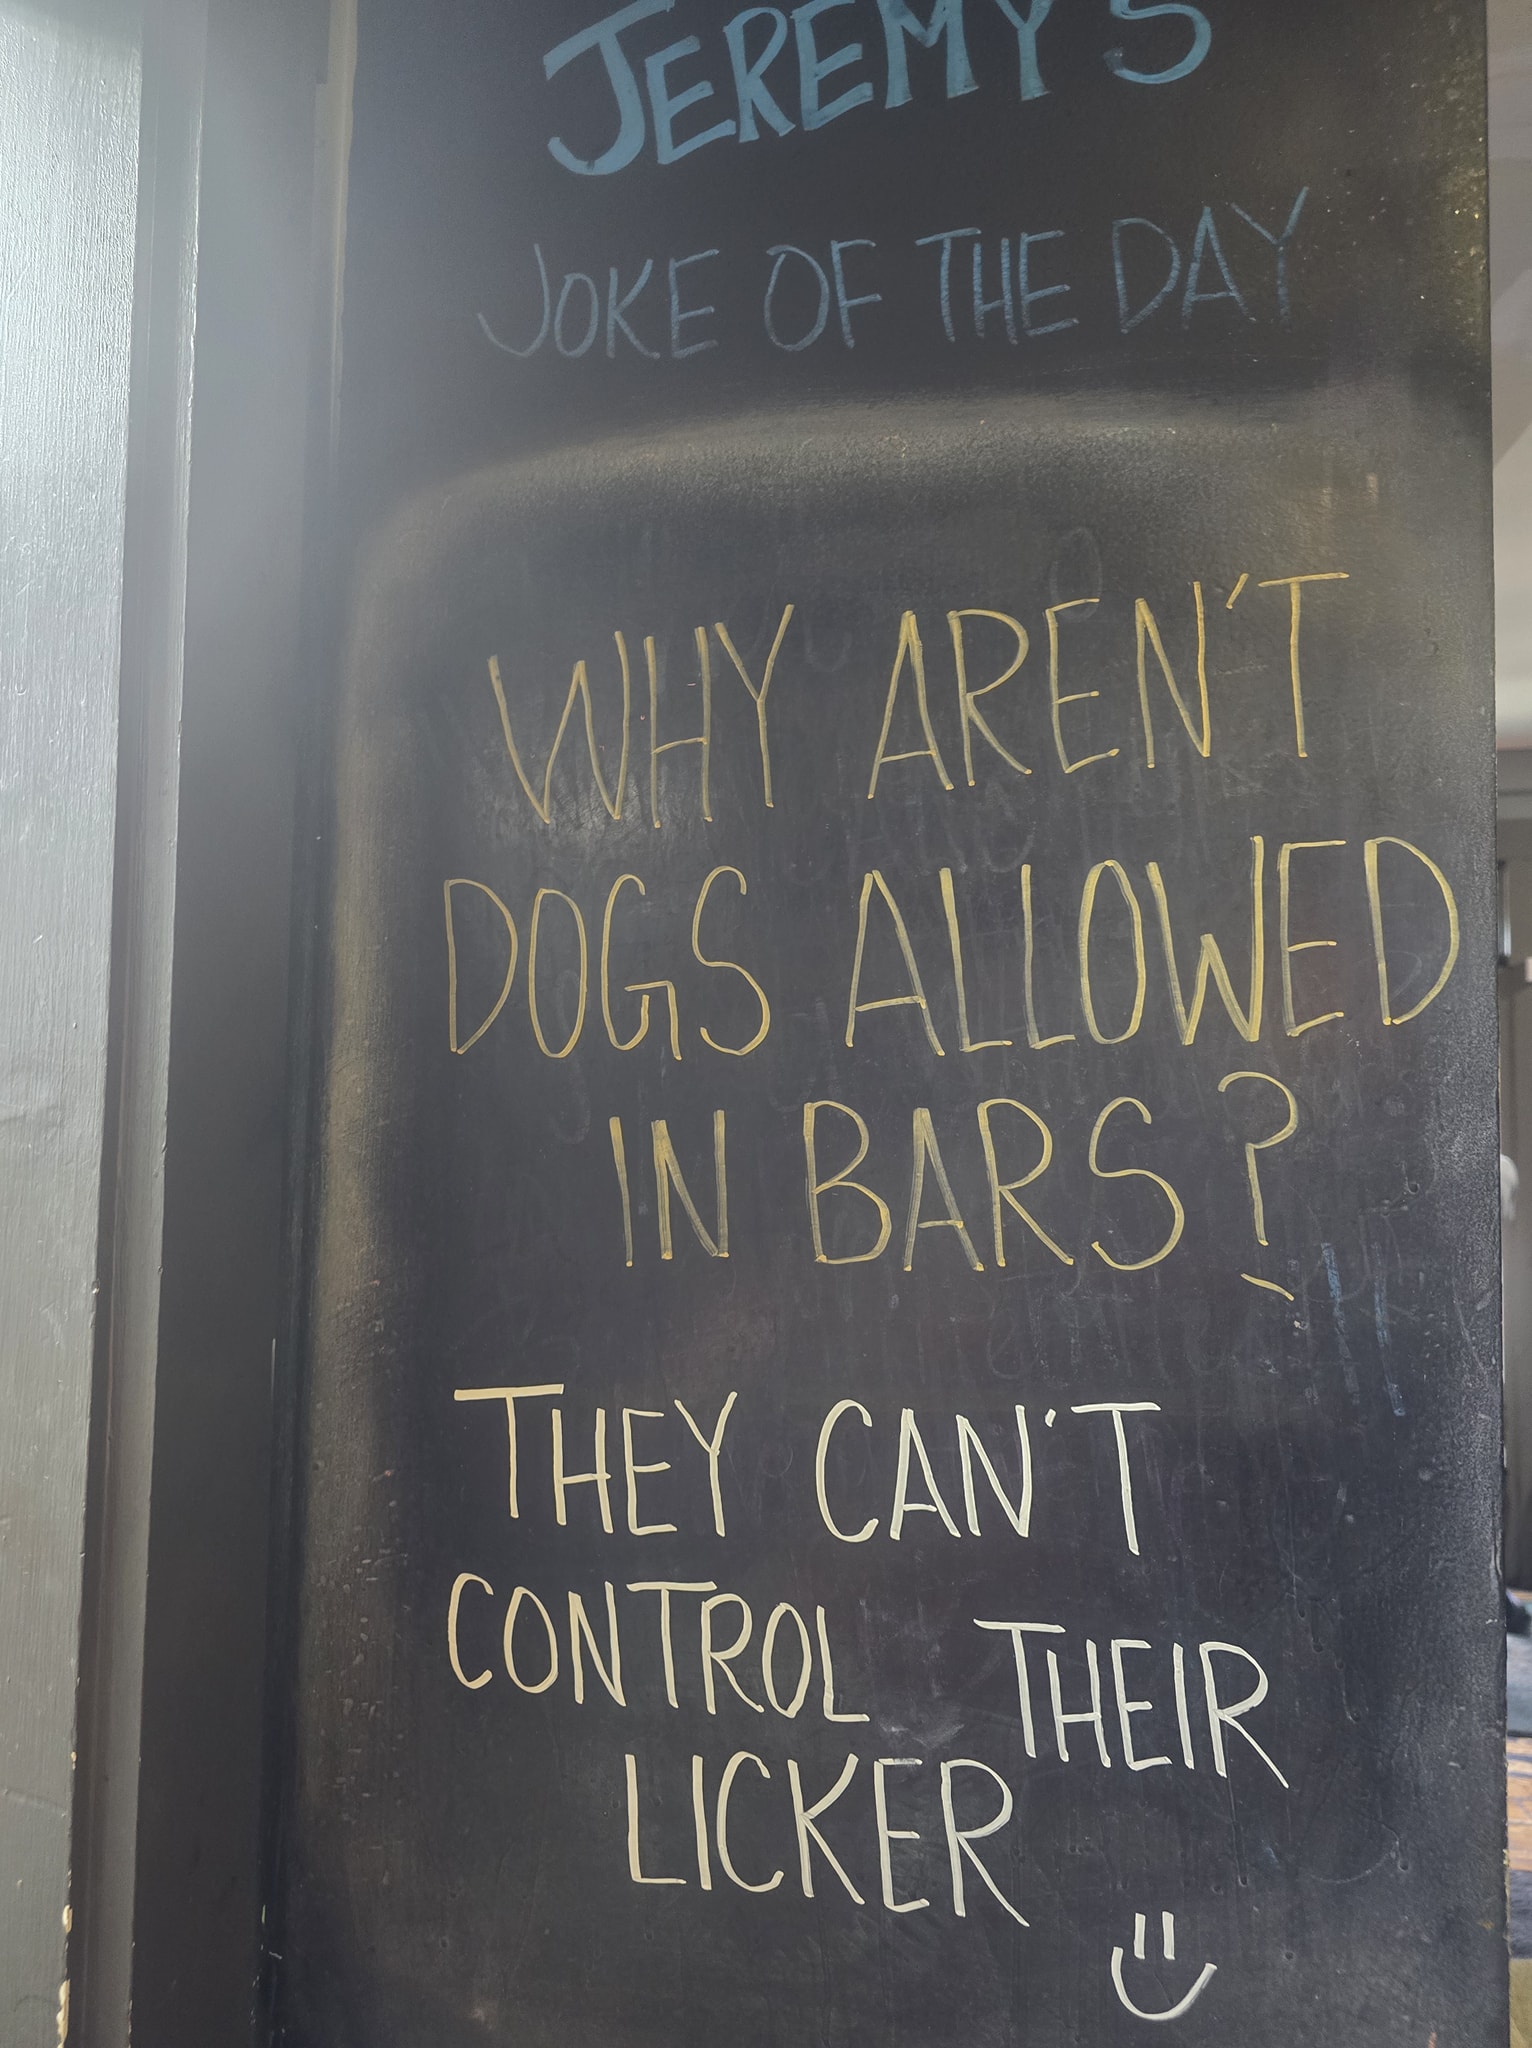 JEREMY'S
JOKE OF THE DAY
WHY AREN'T
DOGS ALLOWED
IN BARS?
THEY CAN'T
CONTROL THEIR
LICKER